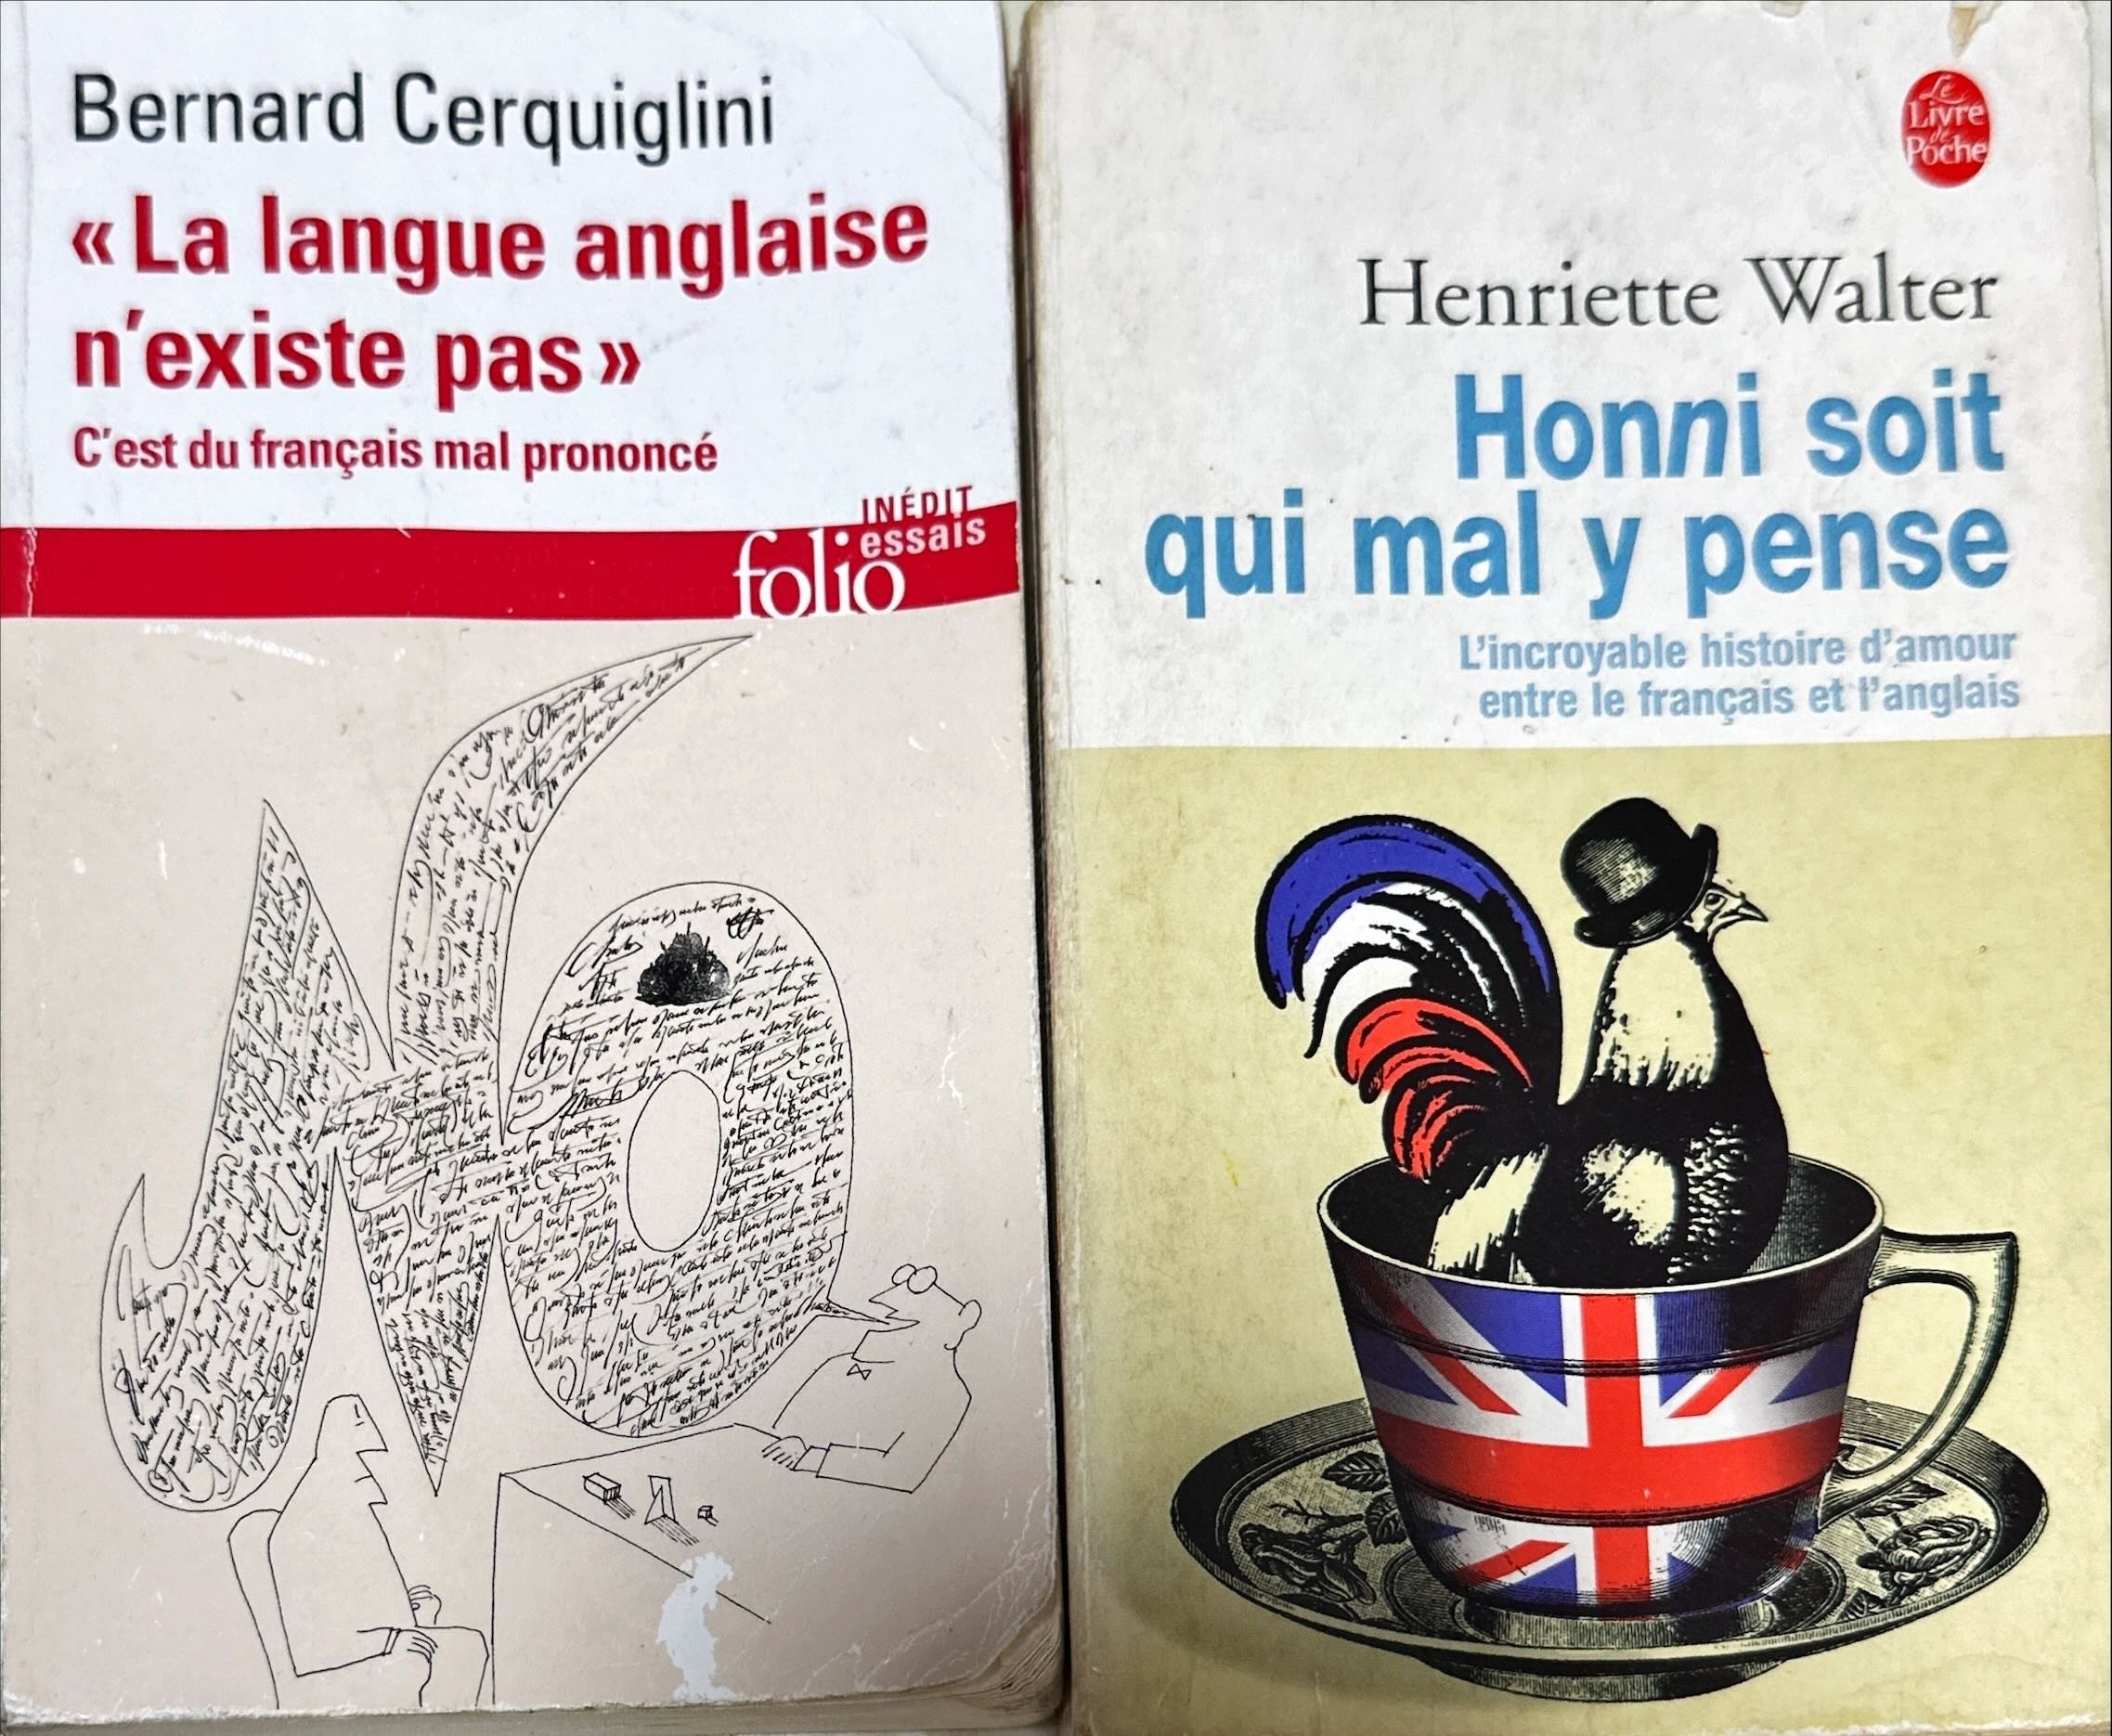 Bernard Cerquiglini
« La langue anglaise
n'existe pas »
C'est du français mal prononcé
INÉDIT
essais
folio
Le
Livre
de
Poche
Henriette Walter
Honni soit
qui mal y pense
L'incroyable histoire d'amour
entre le français et l'anglais